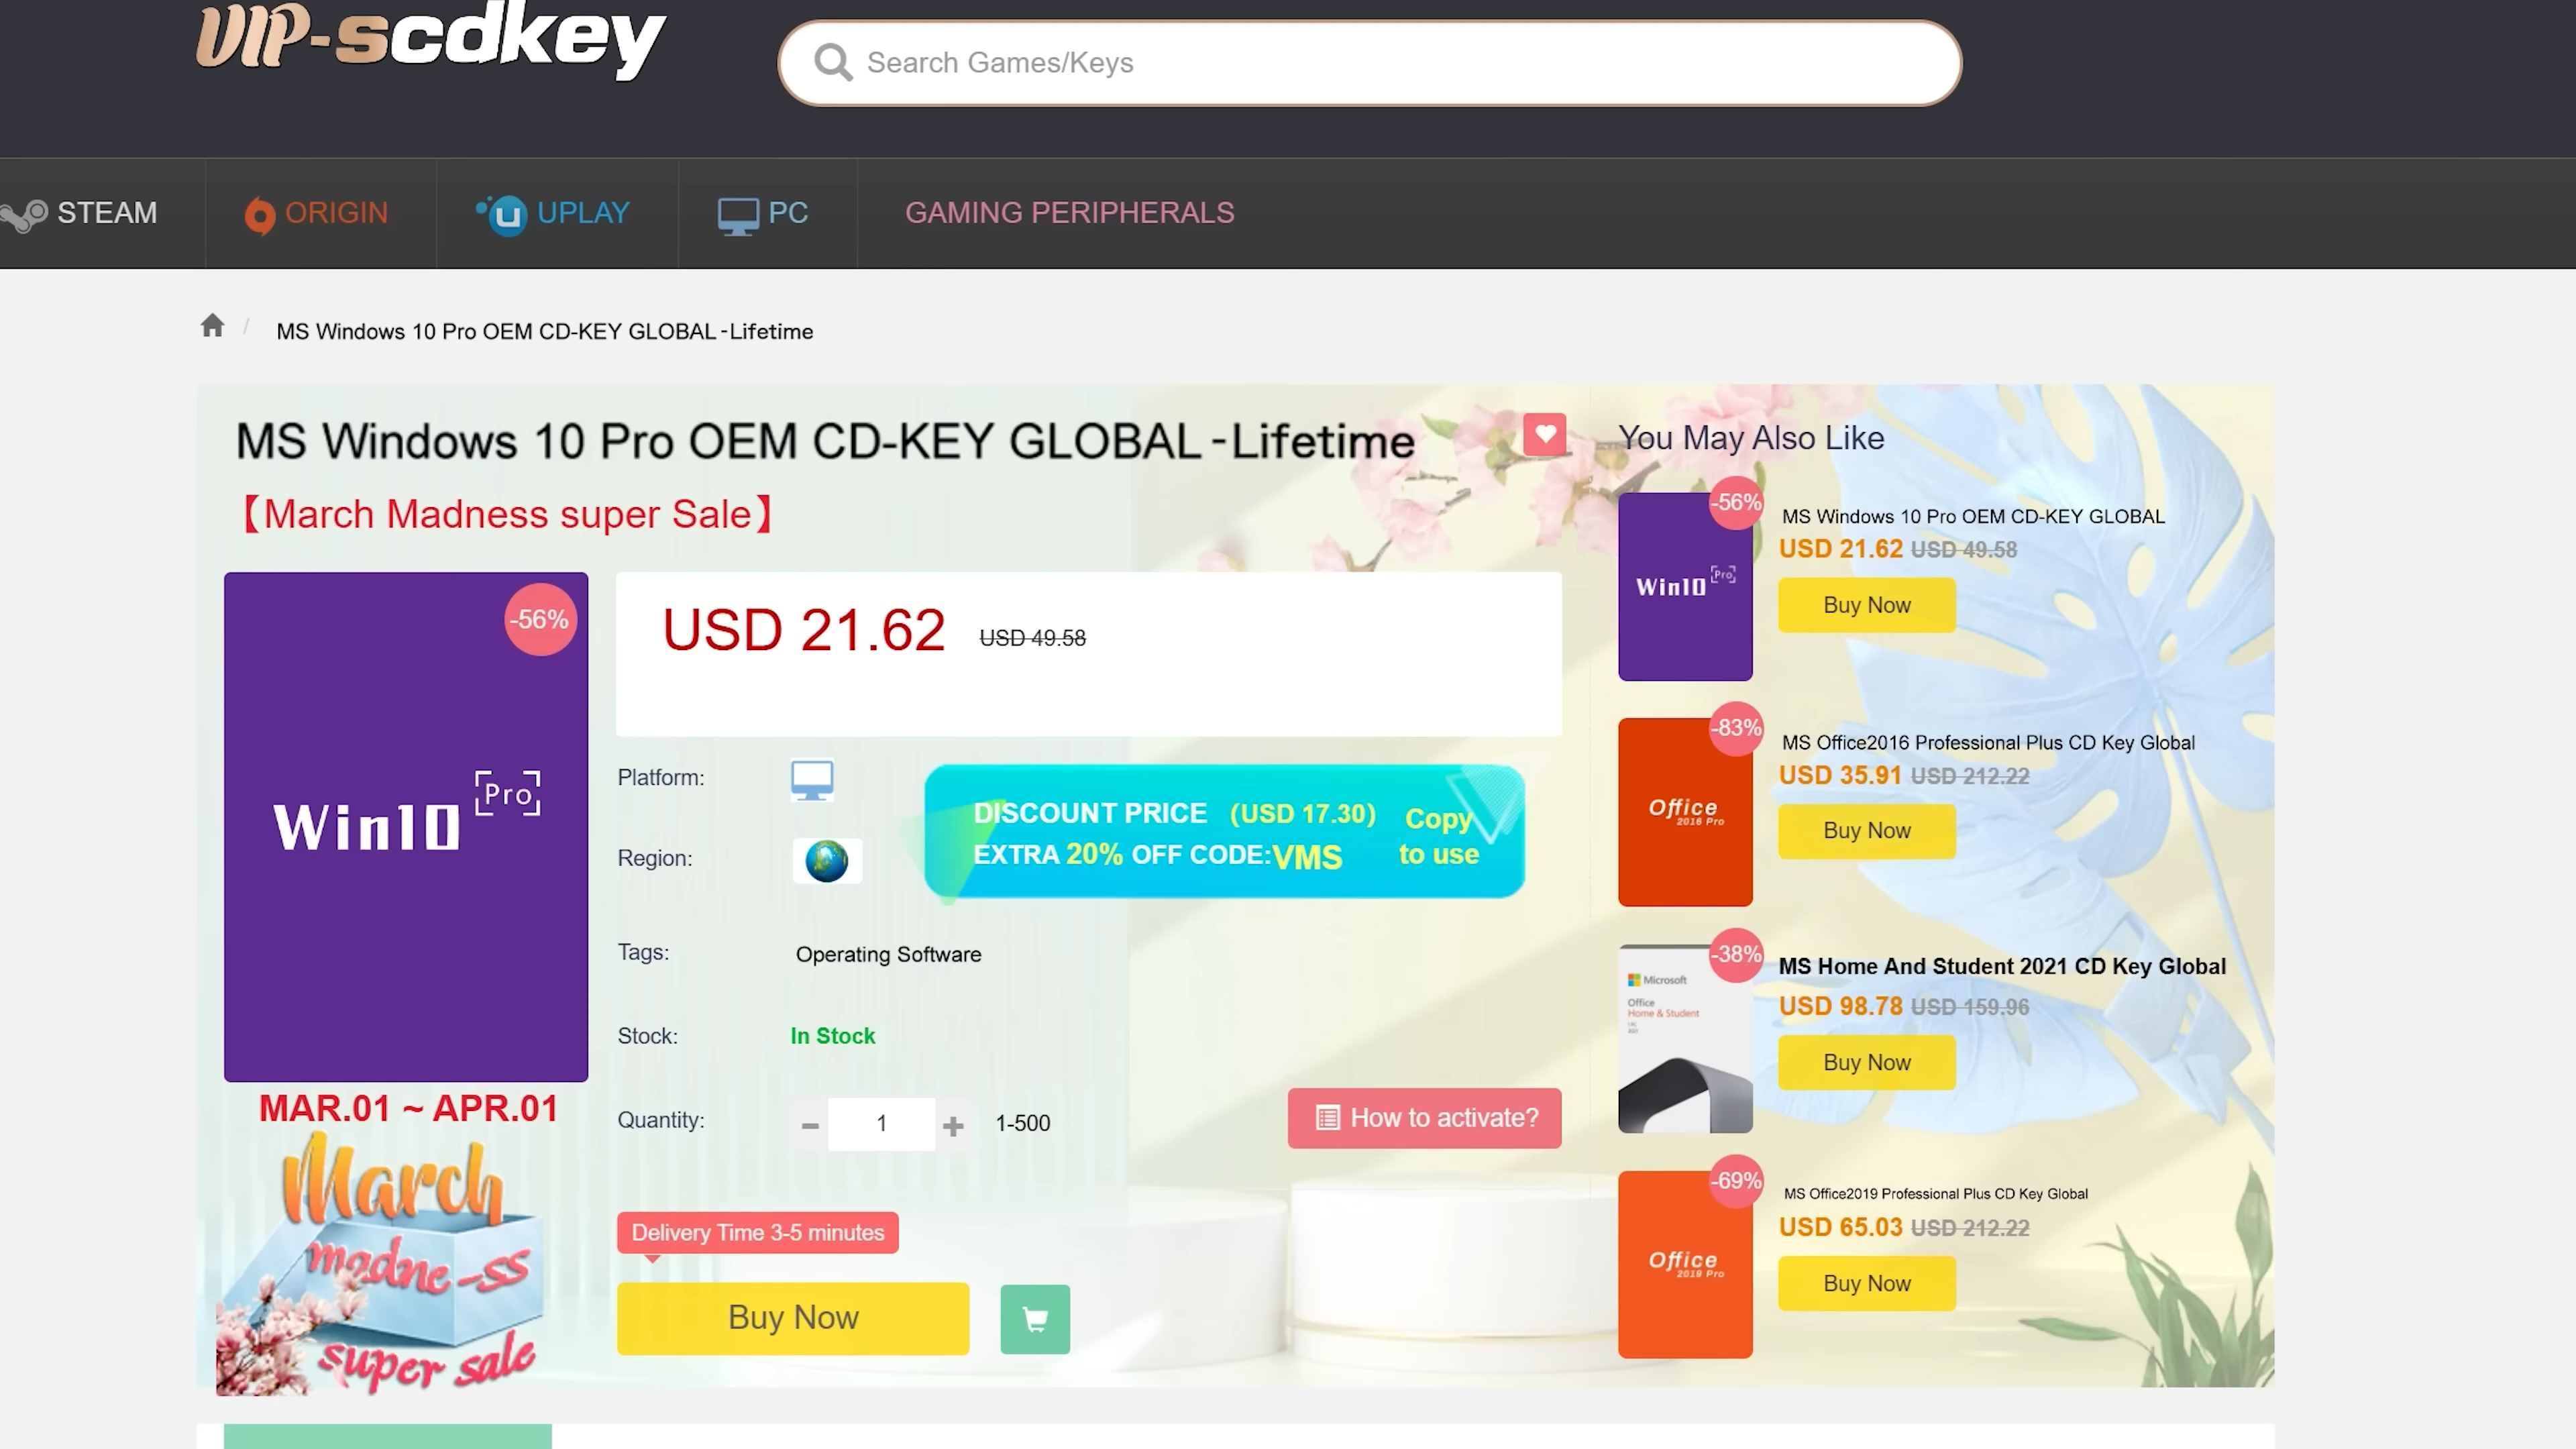 VIP-scdkey
Search Games/Keys
STEAM
ORIGIN
UPLAY
PC
GAMING PERIPHERALS
/ MS Windows 10 Pro OEM CD-KEY GLOBAL -Lifetime
MS Windows 10 Pro OEM CD-KEY GLOBAL -Lifetime
【March Madness super Sale】
-56%
Win10 Pro
MAR.01 ~ APR.01
March
madne-ss
super sale
USD 21.62 USD 49.58
Platform:
DISCOUNT PRICE (USD 17.30)
EXTRA 20% OFF CODE:VMS
Copy
to use
Region:
Tags: Operating Software
Stock: In Stock
Quantity: 1 1-500
How to activate?
Delivery Time 3-5 minutes
Buy Now
You May Also Like
-56%
Win10 Pro
MS Windows 10 Pro OEM CD-KEY GLOBAL
USD 21.62 USD 49.58
Buy Now
-83%
Office
2016 Pro
MS Office2016 Professional Plus CD Key Global
USD 35.91 USD 212.22
Buy Now
-38%
Microsoft
Office
Home & Student
MS Home And Student 2021 CD Key Global
USD 98.78 USD 159.96
Buy Now
-69%
Office
2019 Pro
MS Office2019 Professional Plus CD Key Global
USD 65.03 USD 212.22
Buy Now